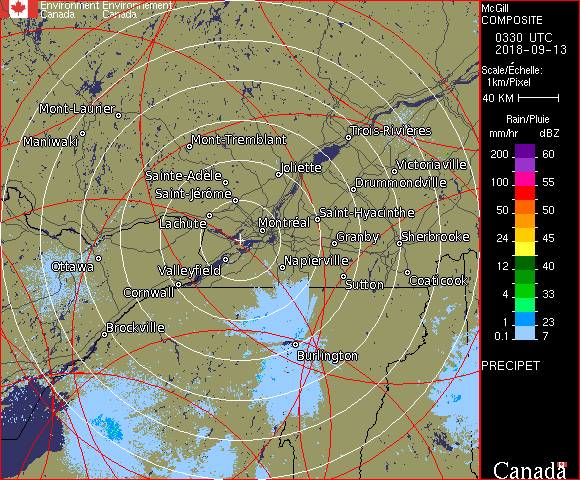 Environment Environnement
Canada Canada
McGill
COMPOSITE
0330 UTC
2018-09-13
Scale/Échelle:
1km/Pixel
40 KM
Rain/Pluie
mm/hr dBZ
200 60
155
100 55
50 50
24 45
12 40
4 33
1 23
0.1 7
PRECIPET
Canada
Mont-Laurier
Maniwaki
Mont-Tremblant
Trois-Rivières
Joliette
Victoriaville
Sainte-Adèle
Drummondville
Saint-Jérôme
Saint-Hyacinthe
Lachute
Montréal
Granby
Sherbrooke
Ottawa
Valleyfield
Napierville
Cornwall
Sutton
Coaticook
Brockville
Burlington